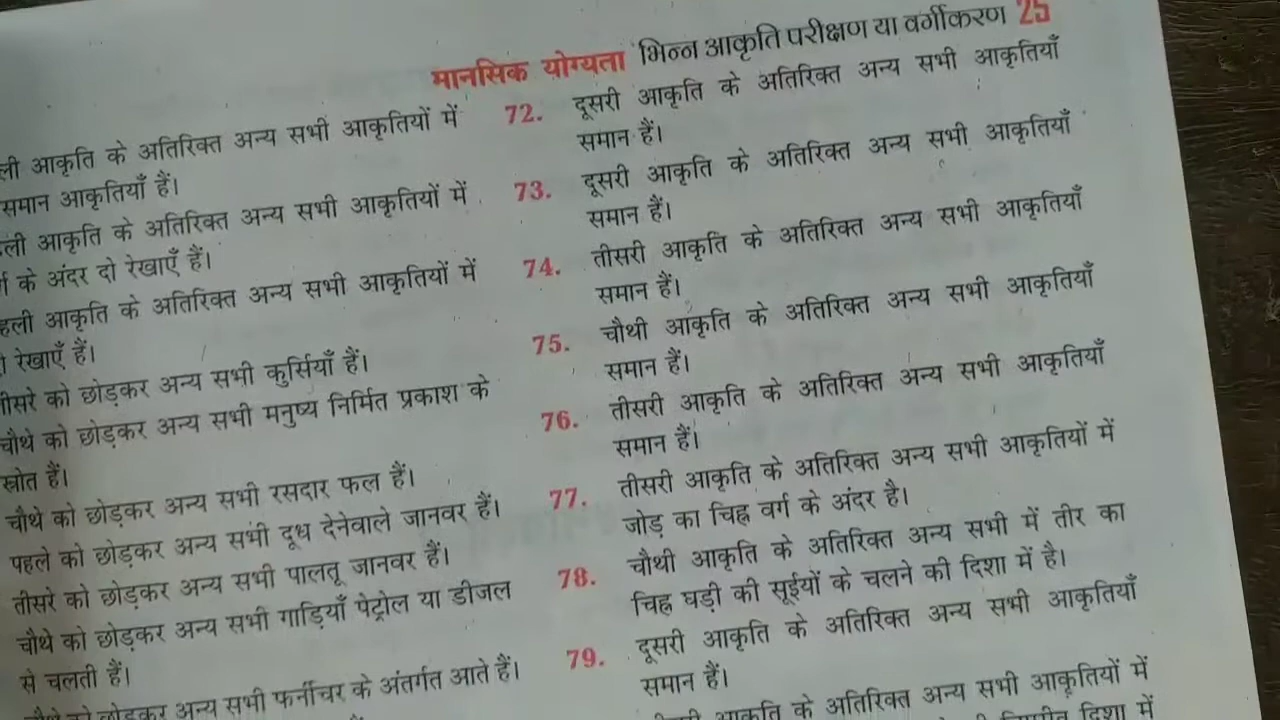 मानसिक योग्यता भिन्न आकृति परीक्षण या वर्गीकरण 25
आकृति के अतिरिक्त अन्य सभी आकृतियों में
समान आकृतियाँ हैं।
आकृति के अतिरिक्त अन्य सभी आकृतियों में
के अंदर दो रेखाएँ हैं।
आकृति के अतिरिक्त अन्य सभी आकृतियों में
रेखाएँ हैं।
को छोड़कर अन्य सभी कुर्सियाँ हैं।
चौथे को छोड़कर अन्य सभी मनुष्य निर्मित प्रकाश के
स्रोत हैं।
चौथे को छोड़कर अन्य सभी रसदार फल हैं।
पहले को छोड़कर अन्य सभी दूध देनेवाले जानवर हैं।
तीसरे को छोड़कर अन्य सभी पालतू जानवर हैं।
चौथे को छोड़कर अन्य सभी गाड़ियाँ पेट्रोल या डीजल
से चलती हैं।
चौथे को छोड़कर अन्य सभी फर्नीचर के अंतर्गत आते हैं।
72. दूसरी आकृति के अतिरिक्त अन्य सभी आकृतियाँ
समान हैं।
73. दूसरी आकृति के अतिरिक्त अन्य सभी आकृतियाँ
समान हैं।
74. तीसरी आकृति के अतिरिक्त अन्य सभी आकृतियाँ
समान हैं।
75. चौथी आकृति के अतिरिक्त अन्य सभी आकृतियाँ
समान हैं।
76. तीसरी आकृति के अतिरिक्त अन्य सभी आकृतियाँ
समान हैं।
77. तीसरी आकृति के अतिरिक्त अन्य सभी आकृतियों में
जोड़ का चिह्न वर्ग के अंदर है।
78. चौथी आकृति के अतिरिक्त अन्य सभी में तीर का
चिह्न घड़ी की सूईयों के चलने की दिशा में है।
79. दूसरी आकृति के अतिरिक्त अन्य सभी आकृतियाँ
समान हैं।
आकृति के अतिरिक्त अन्य सभी आकृतियों में
दिशा में